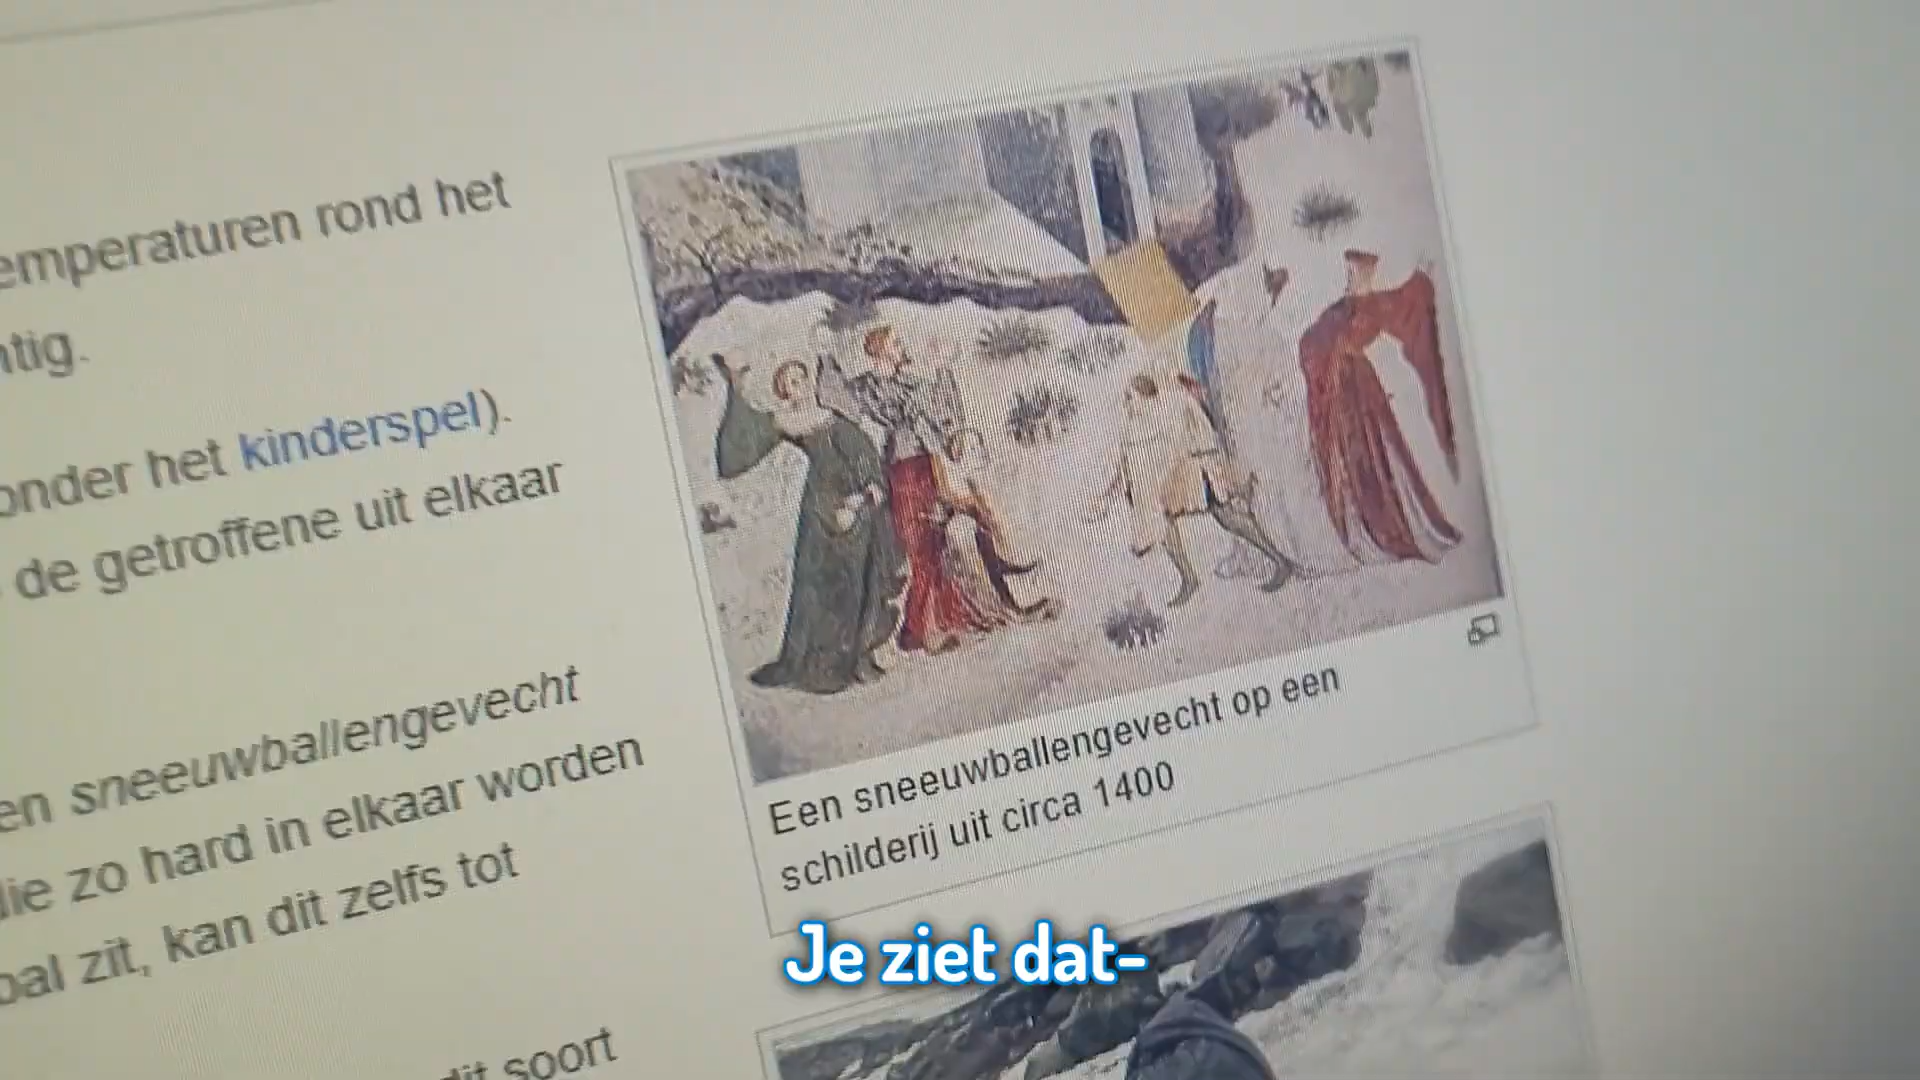 emperaturen rond het
htig.
onder het kinderspel).
de getroffene uit elkaar
en sneeuwballengevecht
die zo hard in elkaar worden
bal zit, kan dit zelfs tot
dit soort
Een sneeuwballengevecht op een
schilderij uit circa 1400
Je ziet dat-